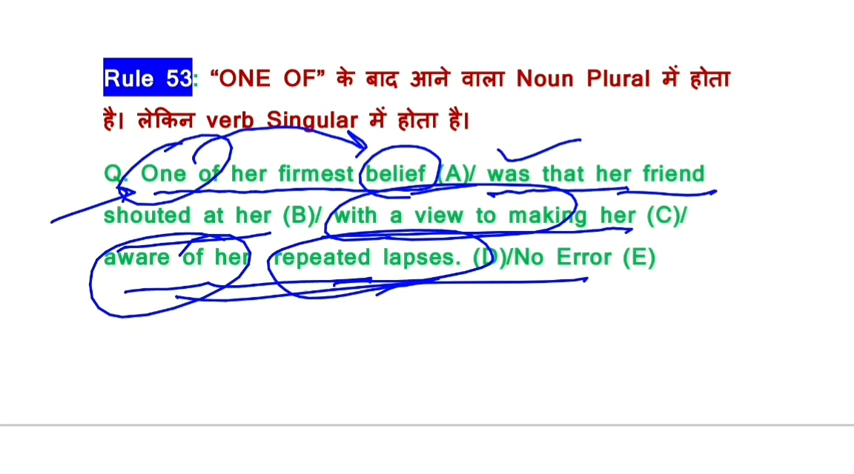 Rule 53: “ONE OF” के बाद आने वाला Noun Plural में होता
है। लेकिन verb Singular में होता है।
Q. One of her firmest belief (A)/ was that her friend
shouted at her (B)/ with a view to making her (C)/
aware of her repeated lapses. (D)/No Error (E)